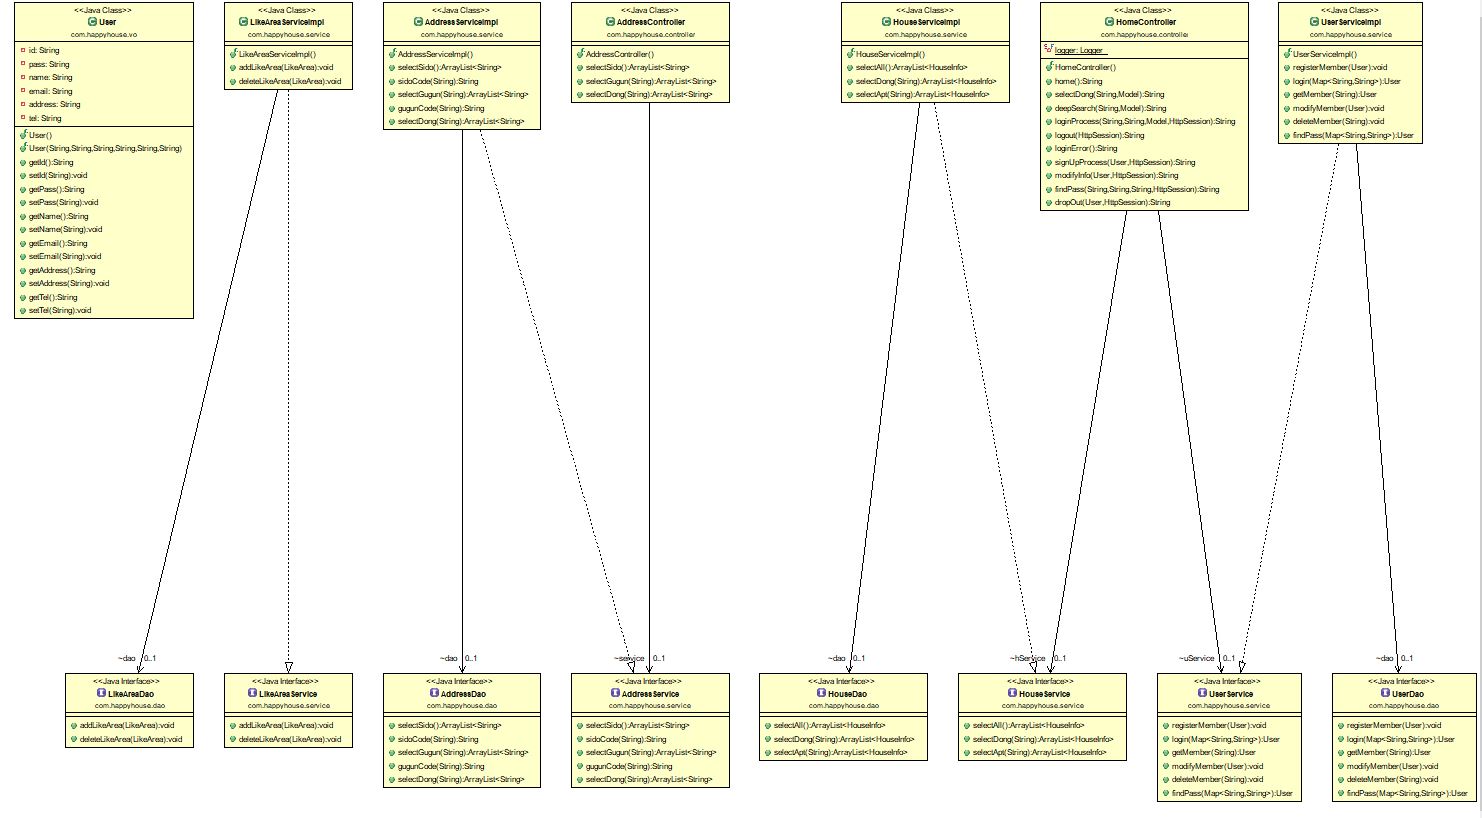 <<Java Class>>
User
com.happyhouse.vo
id: String
pass: String
name: String
email: String
address: String
tel: String
User()
User(String,String,String,String,String,String)
getId():String
setId(String):void
getPass():String
setPass(String):void
getName():String
setName(String):void
getEmail():String
setEmail(String):void
getAddress():String
setAddress(String):void
getTel():String
setTel(String):void
<<Java Class>>
LikeAreaServiceImpl
com.happyhouse.service
LikeAreaServiceImpl()
addLikeArea(LikeArea):void
deleteLikeArea(LikeArea):void
<<Java Class>>
AddressServiceImpl
com.happyhouse.service
AddressServiceImpl()
selectSido():ArrayList<String>
sidoCode(String):String
selectGugun(String):ArrayList<String>
gugunCode(String):String
selectDong(String):ArrayList<String>
<<Java Class>>
AddressController
com.happyhouse.controller
AddressController()
selectSido():ArrayList<String>
selectGugun(String):ArrayList<String>
selectDong(String):ArrayList<String>
<<Java Class>>
HouseServiceImpl
com.happyhouse.service
HouseServiceImpl()
selectAll():ArrayList<HouseInfo>
selectDong(String):ArrayList<HouseInfo>
selectApt(String):ArrayList<HouseInfo>
<<Java Class>>
HomeController
com.happyhouse.controller
logger: Logger
HomeController()
home():String
selectDong(String,Model):String
deepSearch(String,Model):String
loginProcess(String,String,Model,HttpSession):String
logout(HttpSession):String
loginError():String
signUpProcess(User,HttpSession):String
modifyInfo(User,HttpSession):String
findPass(String,String,String,HttpSession):String
dropOut(User,HttpSession):String
<<Java Class>>
UserServiceImpl
com.happyhouse.service
UserServiceImpl()
registerMember(User):void
login(Map<String,String>):User
getMember(String):User
modifyMember(User):void
deleteMember(String):void
findPass(Map<String,String>):User
~dao 0..1
~dao 0..1
~service 0..1
~dao 0..1
~hService 0..1
~uService 0..1
~dao 0..1
<<Java Interface>>
LikeAreaDao
com.happyhouse.dao
addLikeArea(LikeArea):void
deleteLikeArea(LikeArea):void
<<Java Interface>>
LikeAreaService
com.happyhouse.service
addLikeArea(LikeArea):void
deleteLikeArea(LikeArea):void
<<Java Interface>>
AddressDao
com.happyhouse.dao
selectSido():ArrayList<String>
sidoCode(String):String
selectGugun(String):ArrayList<String>
gugunCode(String):String
selectDong(String):ArrayList<String>
<<Java Interface>>
AddressService
com.happyhouse.service
selectSido():ArrayList<String>
sidoCode(String):String
selectGugun(String):ArrayList<String>
gugunCode(String):String
selectDong(String):ArrayList<String>
<<Java Interface>>
HouseDao
com.happyhouse.dao
selectAll():ArrayList<HouseInfo>
selectDong(String):ArrayList<HouseInfo>
selectApt(String):ArrayList<HouseInfo>
<<Java Interface>>
HouseService
com.happyhouse.service
selectAll():ArrayList<HouseInfo>
selectDong(String):ArrayList<HouseInfo>
selectApt(String):ArrayList<HouseInfo>
<<Java Interface>>
UserService
com.happyhouse.service
registerMember(User):void
login(Map<String,String>):User
getMember(String):User
modifyMember(User):void
deleteMember(String):void
findPass(Map<String,String>):User
<<Java Interface>>
UserDao
com.happyhouse.dao
registerMember(User):void
login(Map<String,String>):User
getMember(String):User
modifyMember(User):void
deleteMember(String):void
findPass(Map<String,String>):User